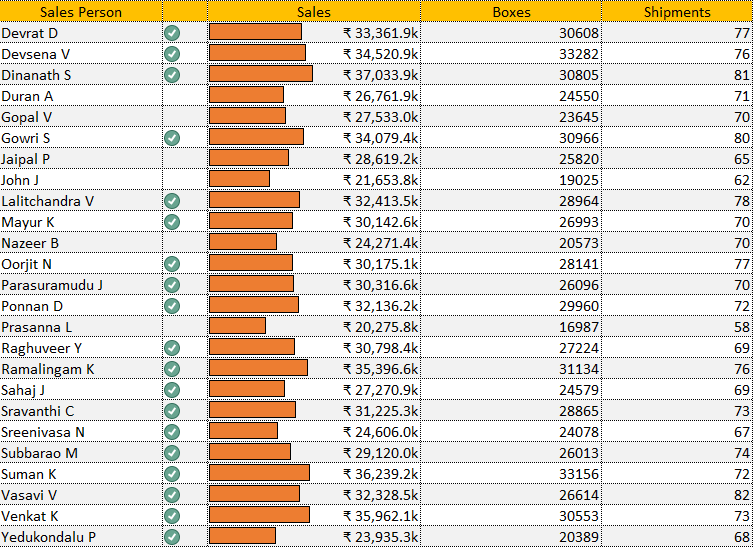 Sales Person Sales Boxes Shipments
Devrat D ₹ 33,361.9k 30608 77
Devsena V ₹ 34,520.9k 33282 76
Dinanath S ₹ 37,033.9k 30805 81
Duran A ₹ 26,761.9k 24550 71
Gopal V ₹ 27,533.0k 23645 70
Gowri S ₹ 34,079.4k 30966 80
Jaipal P ₹ 28,619.2k 25820 65
John J ₹ 21,653.8k 19025 62
Lalitchandra V ₹ 32,413.5k 28964 78
Mayur K ₹ 30,142.6k 26993 70
Nazeer B ₹ 24,271.4k 20573 70
Oorjit N ₹ 30,175.1k 28141 77
Parasuramudu J ₹ 30,316.6k 26096 70
Ponnan D ₹ 32,136.2k 29960 72
Prasanna L ₹ 20,275.8k 16987 58
Raghuveer Y ₹ 30,798.4k 27224 69
Ramalingam K ₹ 35,396.6k 31134 76
Sahaj J ₹ 27,270.9k 24579 69
Sravanthi C ₹ 31,225.3k 28865 73
Sreenivasa N ₹ 24,606.0k 24078 67
Subbarao M ₹ 29,120.0k 26013 74
Suman K ₹ 36,239.2k 33156 72
Vasavi V ₹ 32,328.5k 26614 82
Venkat K ₹ 35,962.1k 30553 73
Yedukondalu P ₹ 23,935.3k 20389 68